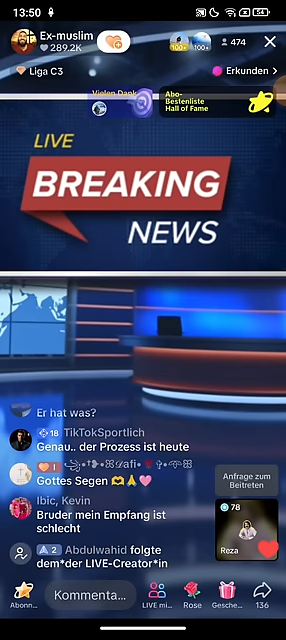 13:50
54
Ex-muslim
289.2K
100+
100+
474
Liga C3
Erkunden
Vielen Dank
Abo-
Bestenliste
Hall of Fame
LIVE
BREAKING
NEWS
Er hat was?
18 TikTokSportlich
Genau.. der Prozess ist heute
Gottes Segen 🫶🙏🩷
Ibic, Kevin
Bruder mein Empfang ist
schlecht
2 Abdulwahid folgte
dem*der LIVE-Creator*in
Anfrage zum
Beitreten
78
Reza
Abonn...
Kommenta...
LIVE mi...
Rose
Gesche...
136